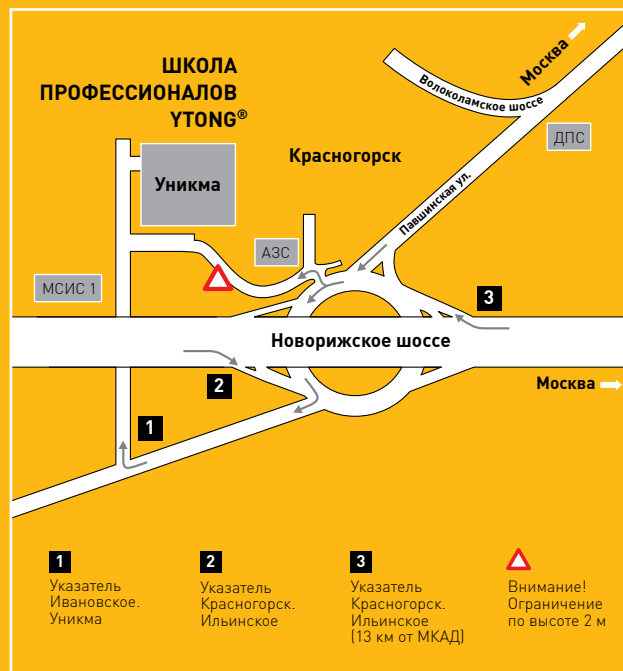 ШКОЛА
ПРОФЕССИОНАЛОВ
YTONG®
Москва
Волоколамское шоссе
ДПС
Красногорск
Уникма
Павшинская ул.
АЗС
МСИС 1
3
Новорижское шоссе
2
Москва
1
1
Указатель
Ивановское.
Уникма
2
Указатель
Красногорск.
Ильинское
3
Указатель
Красногорск.
Ильинское
(13 км от МКАД)
Внимание!
Ограничение
по высоте 2 м